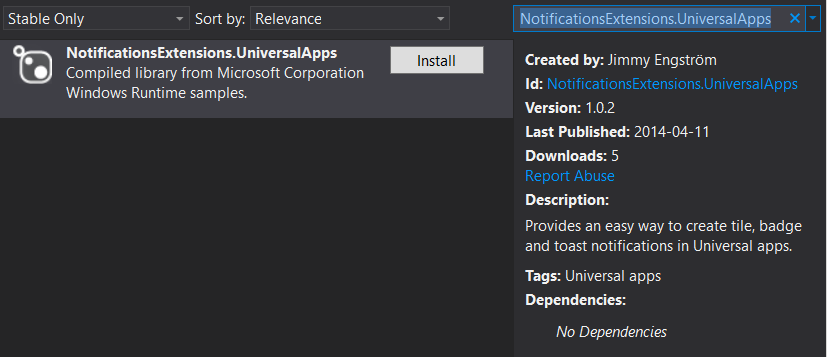 Stable Only Sort by: Relevance NotificationsExtensions.UniversalApps
NotificationsExtensions.UniversalApps
Compiled library from Microsoft Corporation
Windows Runtime samples.
Install
Created by: Jimmy Engström
Id: NotificationsExtensions.UniversalApps
Version: 1.0.2
Last Published: 2014-04-11
Downloads: 5
Report Abuse
Description:
Provides an easy way to create tile, badge
and toast notifications in Universal apps.
Tags: Universal apps
Dependencies:
No Dependencies